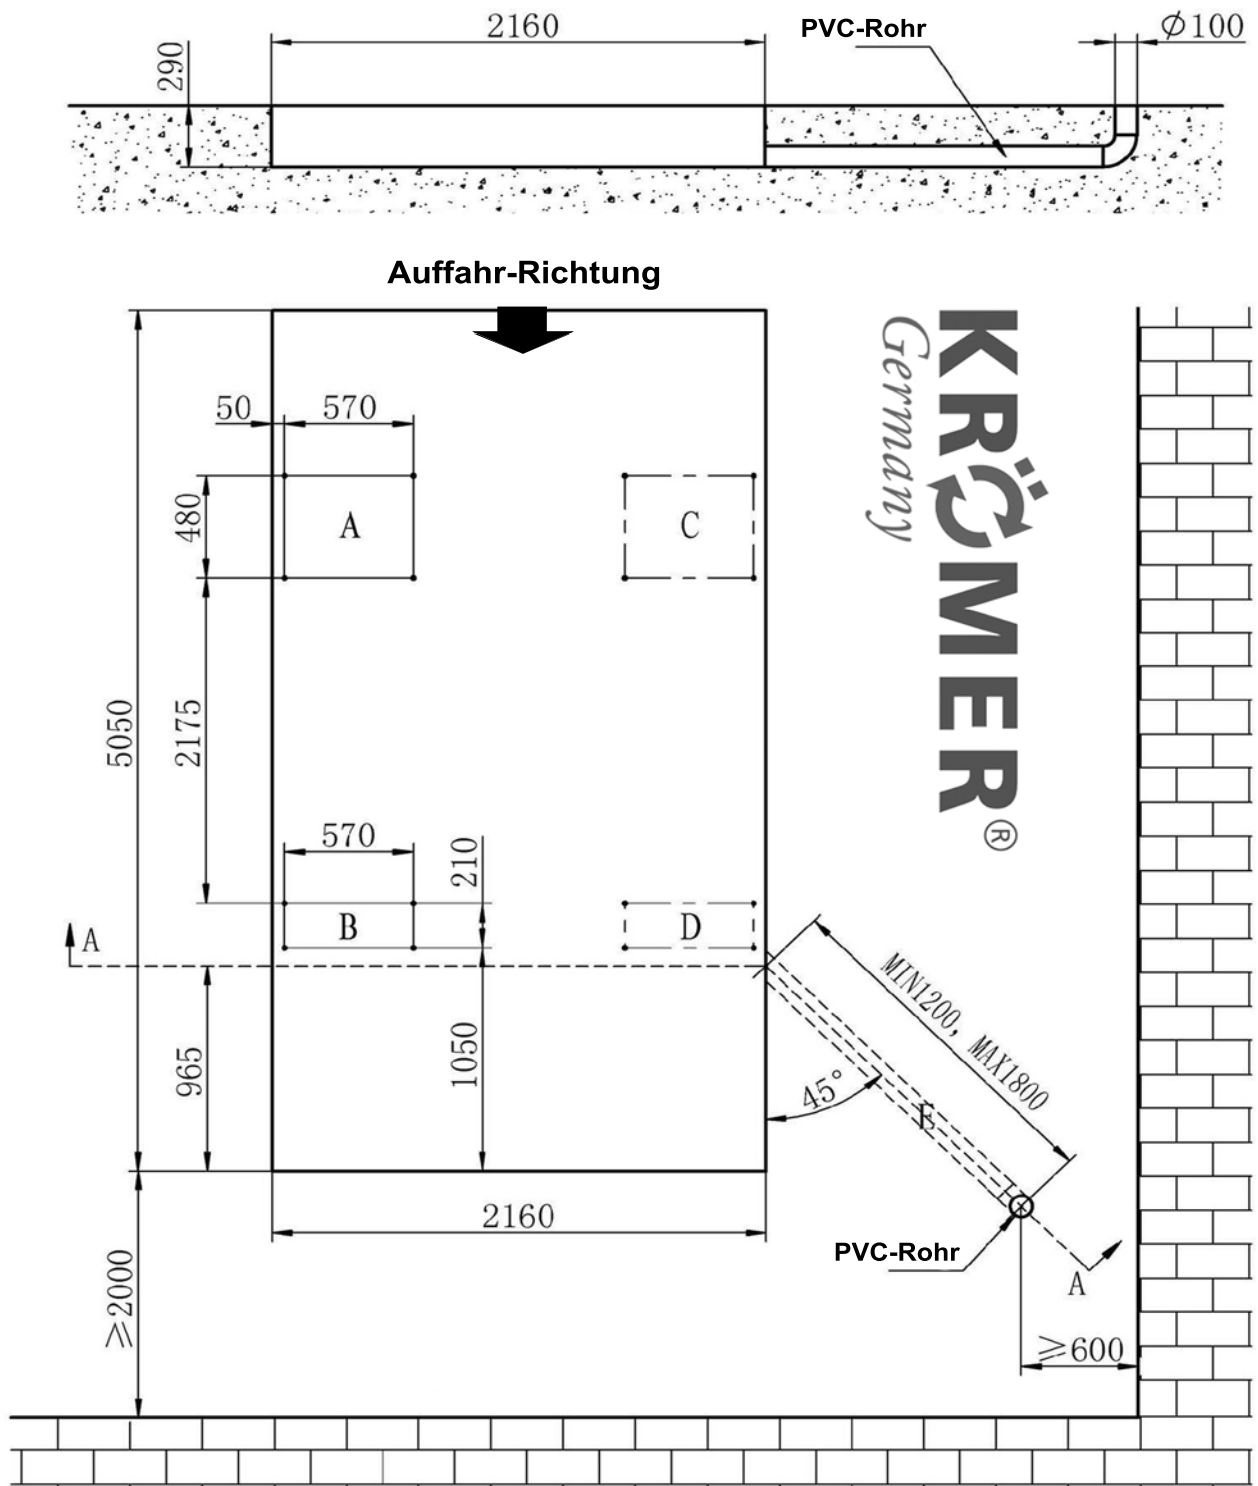 2160
PVC-Rohr
Φ100
290
Auffahr-Richtung
KRÖMER®
Germany
50
570
480
A
C
5050
2175
570
210
B
D
A
MIN1200, MAX1800
965
1050
45°
E
2160
PVC-Rohr
A
≥2000
≥600